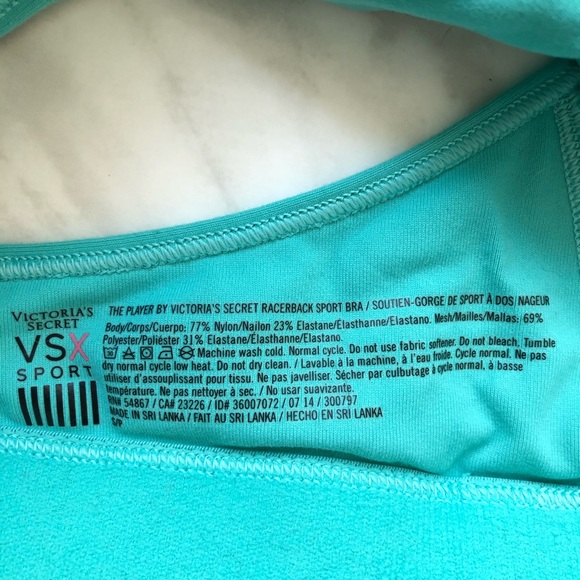 VICTORIA'S
SECRET
VSX
SPORT
THE PLAYER BY VICTORIA'S SECRET RACERBACK SPORT BRA / SOUTIEN-GORGE DE SPORT À DOS NAGEUR
Body/Corps/Cuerpo: 77% Nylon/Nailon 23% Elastane/Élasthanne/Elastano. Mesh/Mailles/Mallas: 69%
Polyester/Poliéster 31% Elastane/Élasthanne/Elastano.
Machine wash cold. Normal cycle. Do not use fabric softener. Do not bleach. Tumble
dry normal cycle low heat. Do not dry clean. / Lavable à la machine, à l'eau froide. Cycle normal. Ne pas
utiliser d'assouplissant pour tissu. Ne pas javelliser. Sécher par culbutage à cycle normal, à basse
température. Ne pas nettoyer à sec. / No usar suavizante.
RN# 54867 / CA# 23226 / ID# 36007072 / 07 14 / 300797
MADE IN SRI LANKA / FAIT AU SRI LANKA / HECHO EN SRI LANKA
S/P